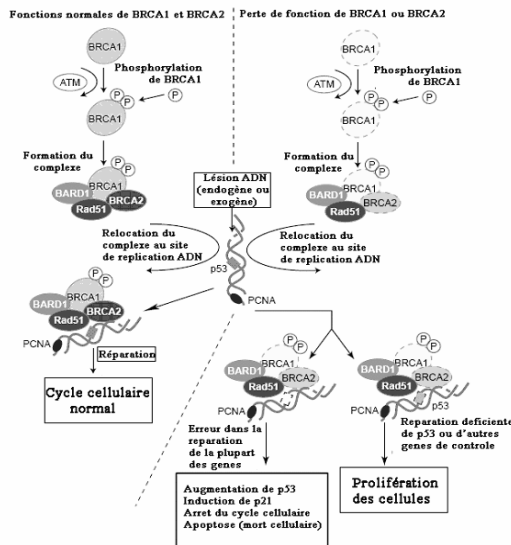 Fonctions normales de BRCA1 et BRCA2
BRCA1
ATM
Phosphorylation
de BRCA1
P
P
P
BRCA1
Formation du
complexe
P
P
BRCA1
BARD1
BRCA2
Rad51
Relocation du
complexe au site
de replication ADN
P
P
BRCA1
BARD1
BRCA2
Rad51
PCNA
Réparation
Cycle cellulaire
normal
Lésion ADN
(endogène ou
exogène)
p53
PCNA
Perte de fonction de BRCA1 ou BRCA2
BRCA1
ATM
Phosphorylation
de BRCA1
P
P
P
BRCA1
Formation du
complexe
P
P
BRCA1
BARD1
BRCA2
Rad51
Relocation du
complexe au site
de replication ADN
P
P
BRCA1
BARD1
BRCA2
Rad51
PCNA
Erreur dans la
reparation
de la plupart
des genes
Augmentation de p53
Induction de p21
Arret du cycle cellulaire
Apoptose (mort cellulaire)
P
P
BRCA1
BARD1
BRCA2
Rad51
PCNA
p53
Reparation deficiente
de p53 ou d'autres
genes de controle
Prolifération
des cellules